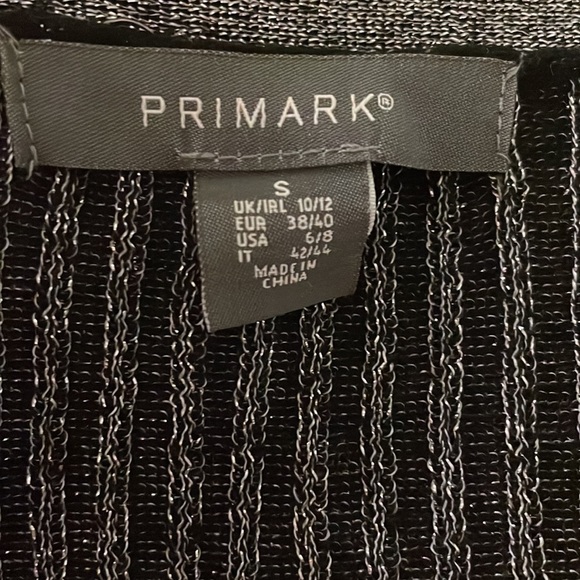 PRIMARK®
S
UK/IRL 10/12
EUR 38/40
USA 6/8
IT 42/44
MADE IN
CHINA